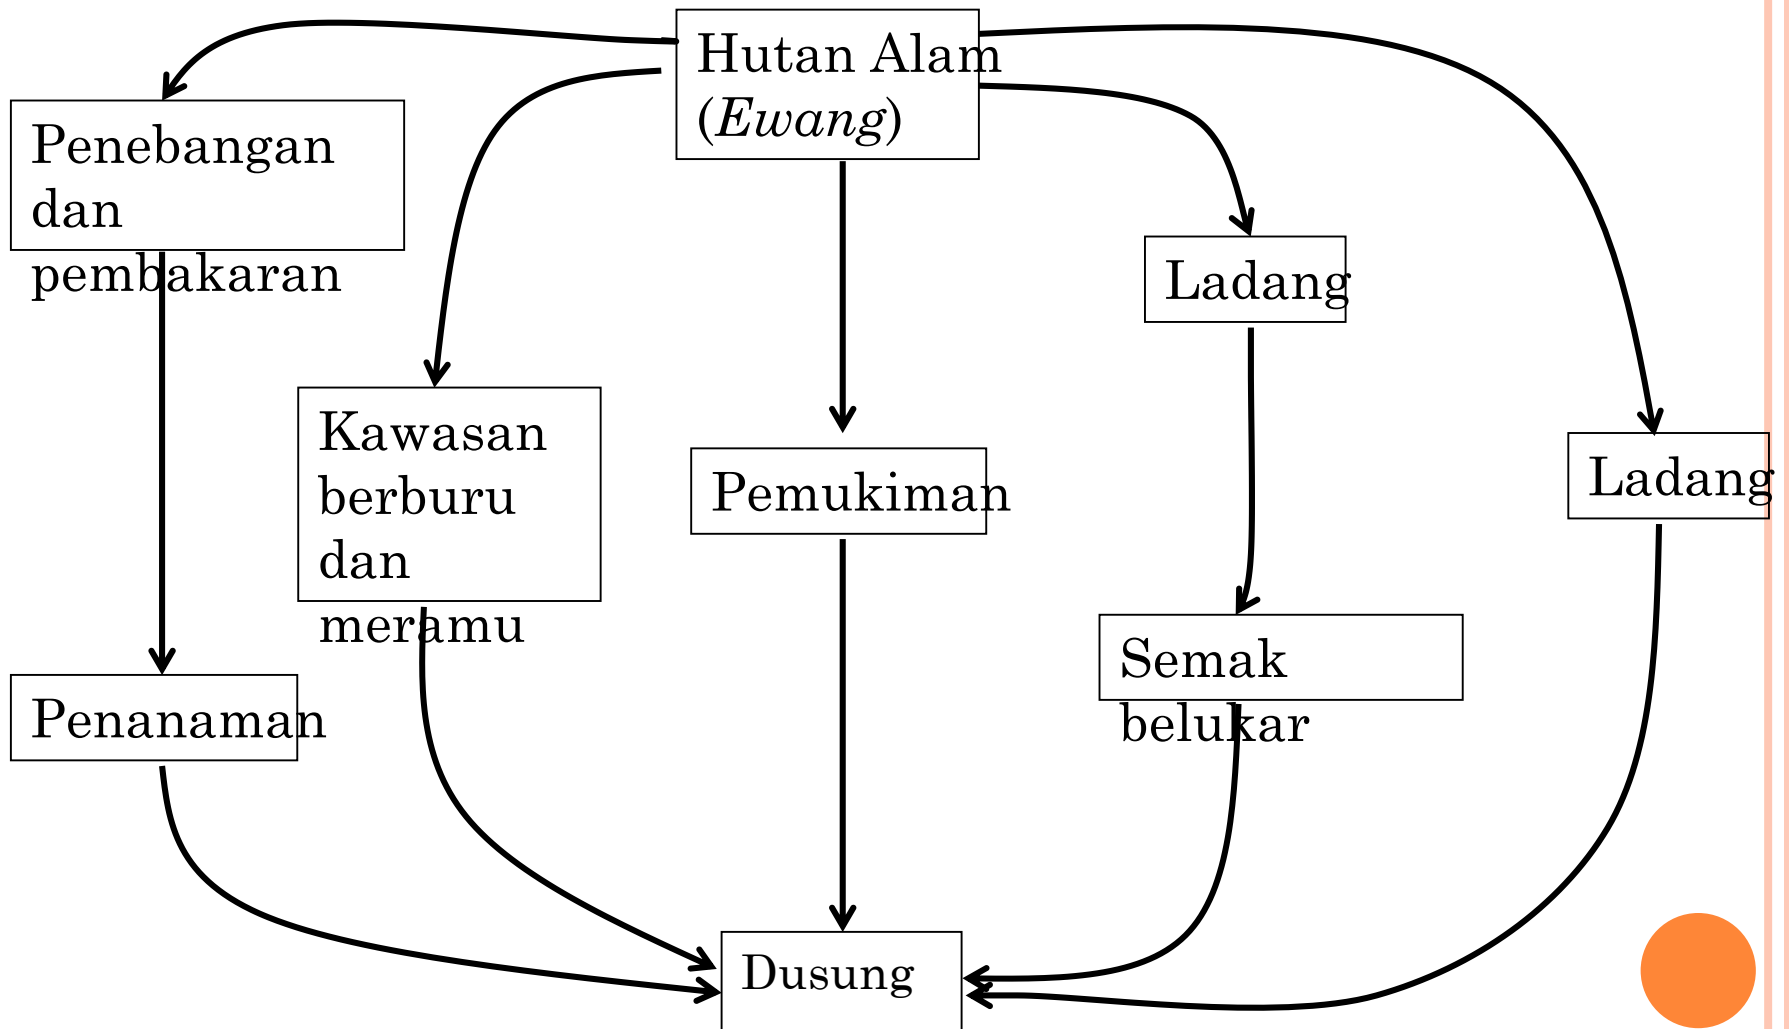 Hutan Alam
(Ewang)
Penebangan
dan
pembakaran
Ladang
Kawasan
berburu
dan
meramu
Pemukiman
Ladang
Semak
belukar
Penanaman
Dusung